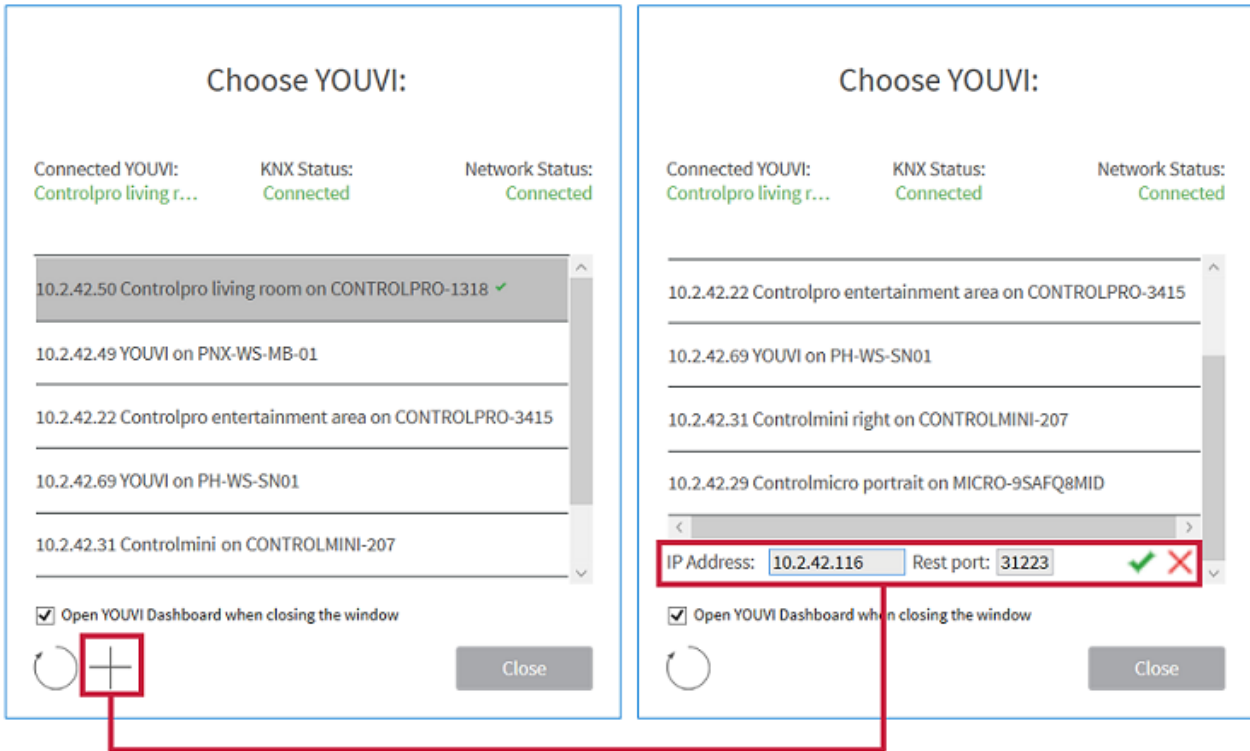 Choose YOUVI:
Connected YOUVI: KNX Status: Network Status:
Controlpro living r... Connected Connected
10.2.42.50 Controlpro living room on CONTROLPRO-1318
10.2.42.49 YOUVI on PNX-WS-MB-01
10.2.42.22 Controlpro entertainment area on CONTROLPRO-3415
10.2.42.69 YOUVI on PH-WS-SN01
10.2.42.31 Controlmini on CONTROLMINI-207
Open YOUVI Dashboard when closing the window
Close
Choose YOUVI:
Connected YOUVI: KNX Status: Network Status:
Controlpro living r... Connected Connected
10.2.42.22 Controlpro entertainment area on CONTROLPRO-3415
10.2.42.69 YOUVI on PH-WS-SN01
10.2.42.31 Controlmini right on CONTROLMINI-207
10.2.42.29 Controlmicro portrait on MICRO-9SAFQ8MID
IP Address: 10.2.42.116 Rest port: 31223
Open YOUVI Dashboard when closing the window
Close